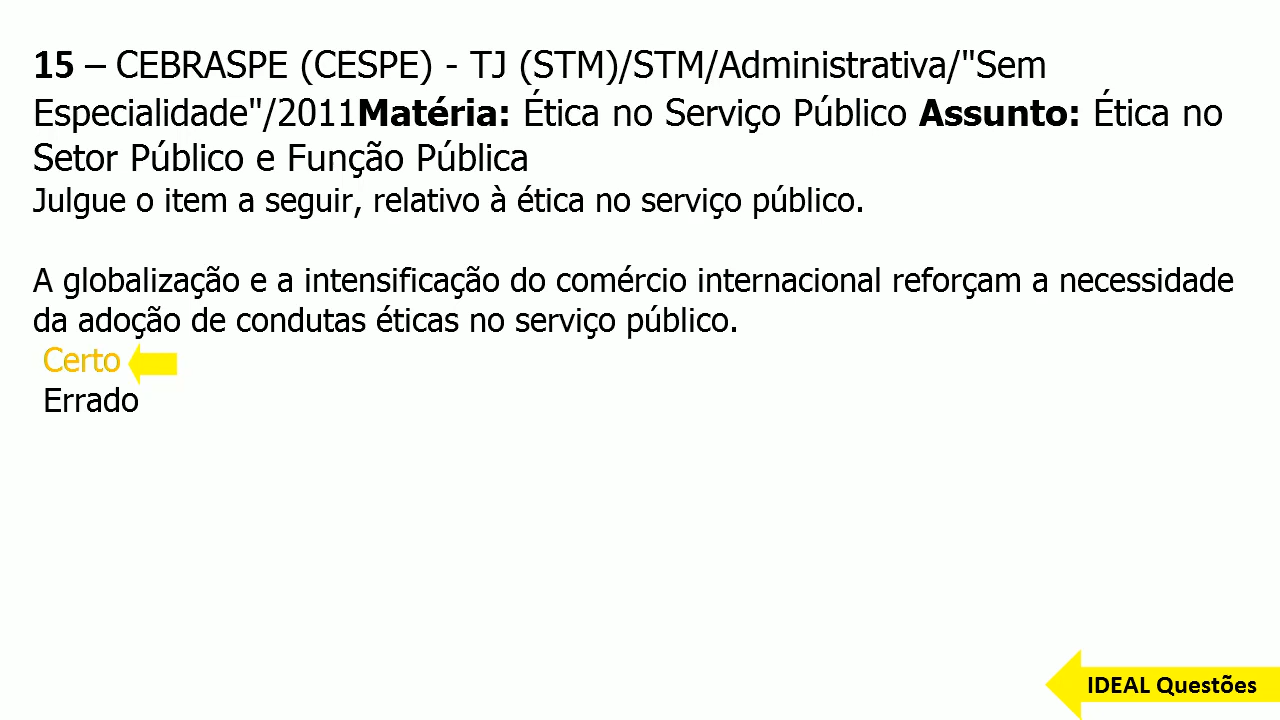 15 – CEBRASPE (CESPE) - TJ (STM)/STM/Administrativa/"Sem
Especialidade"/2011Matéria: Ética no Serviço Público Assunto: Ética no
Setor Público e Função Pública
Julgue o item a seguir, relativo à ética no serviço público.
A globalização e a intensificação do comércio internacional reforçam a necessidade
da adoção de condutas éticas no serviço público.
Certo
Errado
IDEAL Questões